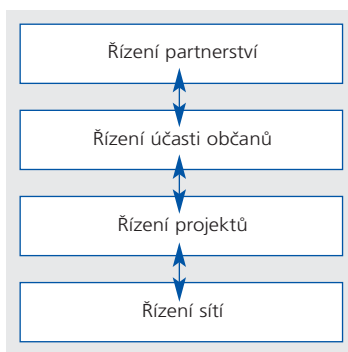 Řízení partnerství
Řízení účasti občanů
Řízení projektů
Řízení sítí